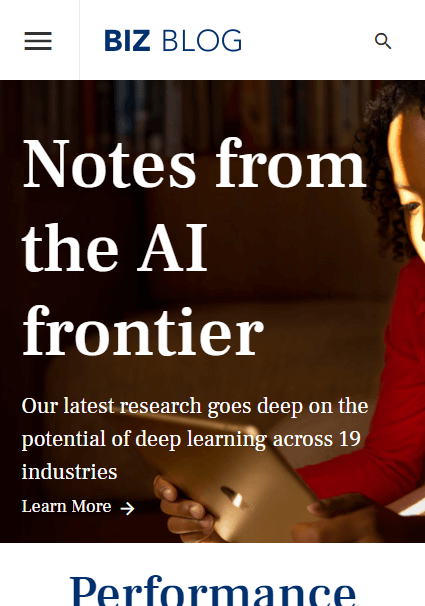 BIZ BLOG
Notes from
the AI
frontier
Our latest research goes deep on the
potential of deep learning across 19
industries
Learn More →
Performance